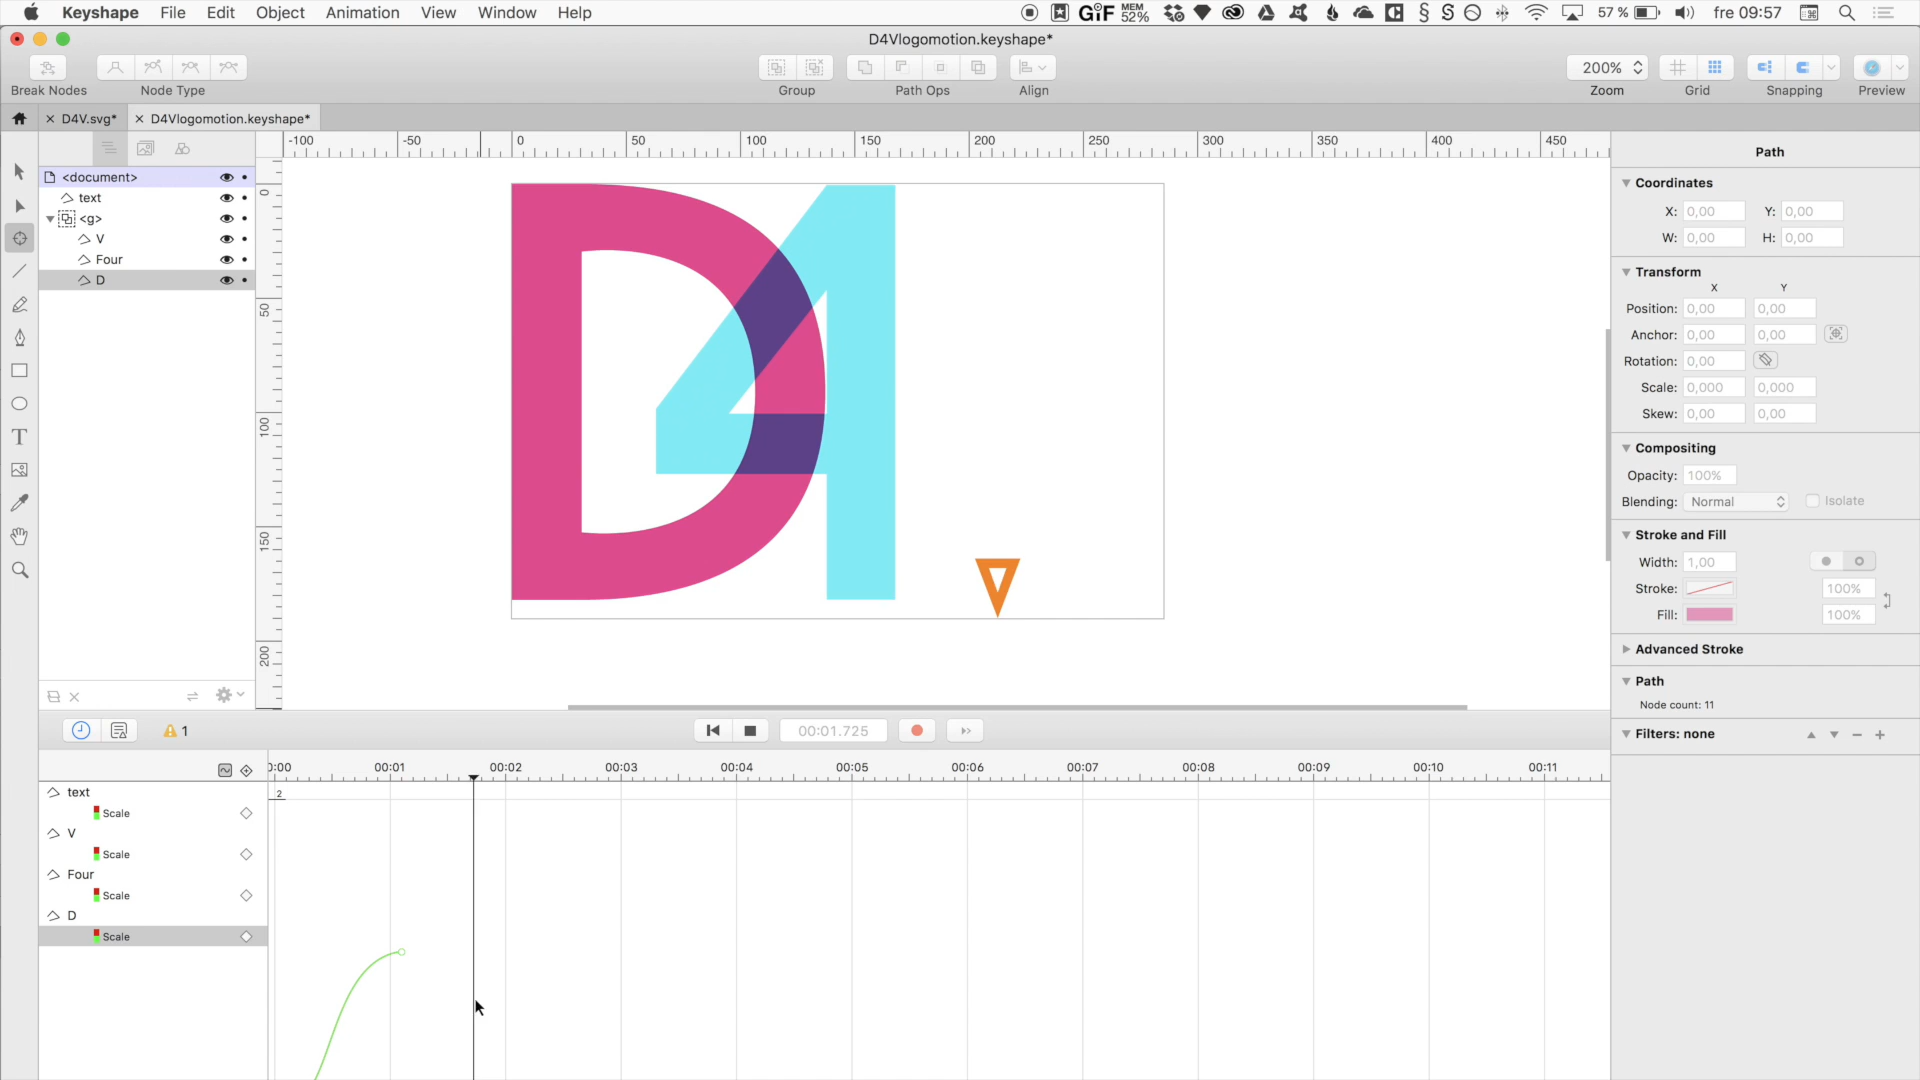 Keyshape File Edit Object Animation View Window Help GIF MEM 52% 57 % fre 09:57
D4Vlogomotion.keyshape*
200%
Break Nodes Node Type Group Path Ops Align Zoom Grid Snapping Preview
D4V.svg* D4Vlogomotion.keyshape*
-100 -50 0 50 100 150 200 250 300 350 400 450
0 50 100 150 200
<document>
text
<g>
V
Four
D
D4
V
Path
Coordinates
X: 0,00 Y: 0,00
W: 0,00 H: 0,00
Transform
X Y
Position: 0,00 0,00
Anchor: 0,00 0,00
Rotation: 0,00
Scale: 0,000 0,000
Skew: 0,00 0,00
Compositing
Opacity: 100%
Blending: Normal Isolate
Stroke and Fill
Width: 1,00
Stroke: 100%
Fill: 100%
Advanced Stroke
Path
Node count: 11
Filters: none
1 00:01.725
0:00 00:01 00:02 00:03 00:04 00:05 00:06 00:07 00:08 00:09 00:10 00:11
2
text
Scale
V
Scale
Four
Scale
D
Scale